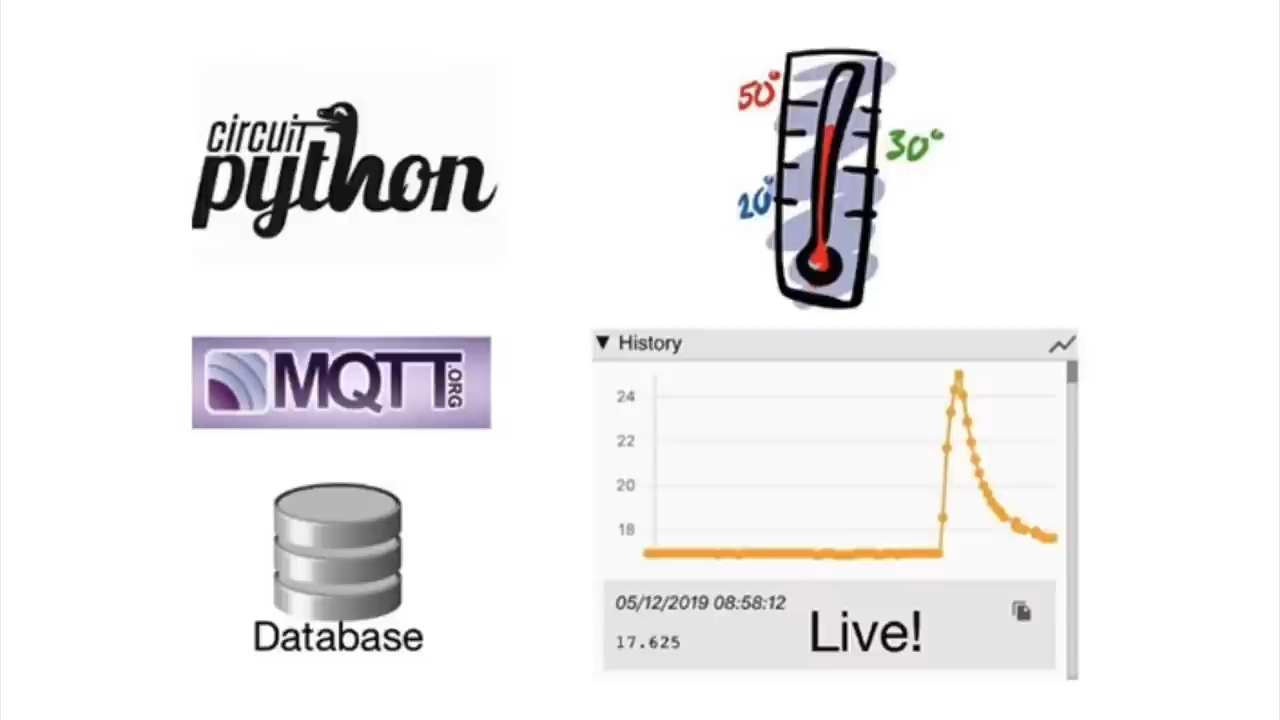 circuit
python
50°
30°
20°
MQTT.ORG
Database
▼ History
24
22
20
18
05/12/2019 08:58:12
17.625
Live!